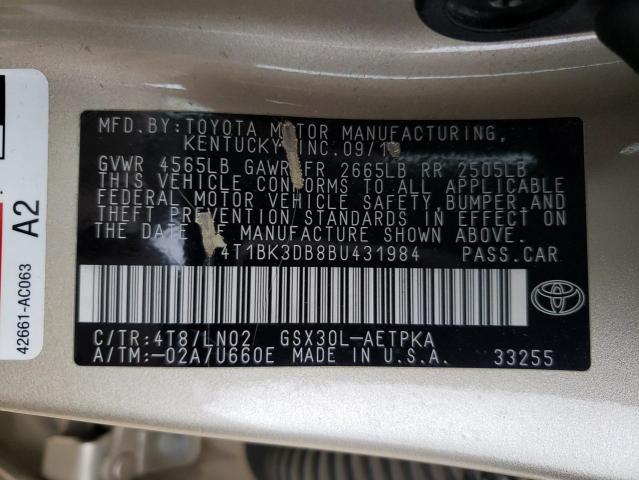 MFD. BY: TOYOTA MOTOR MANUFACTURING,
KENTUCKY, INC. 09/1
GVWR 4565LB GAWR FR 2665LB RR 2505LB
THIS VEHICLE CONFORMS TO ALL APPLICABLE
FEDERAL MOTOR VEHICLE SAFETY, BUMPER, AND
THEFT PREVENTION STANDARDS IN EFFECT ON
THE DATE OF MANUFACTURE SHOWN ABOVE.
4T1BK3DB8BU431984 PASS. CAR
C/TR: 4T8/LN02 GSX30L-AETPKA
A/TM: -02A/U660E MADE IN U.S.A. 33255
42661-AC063 A2